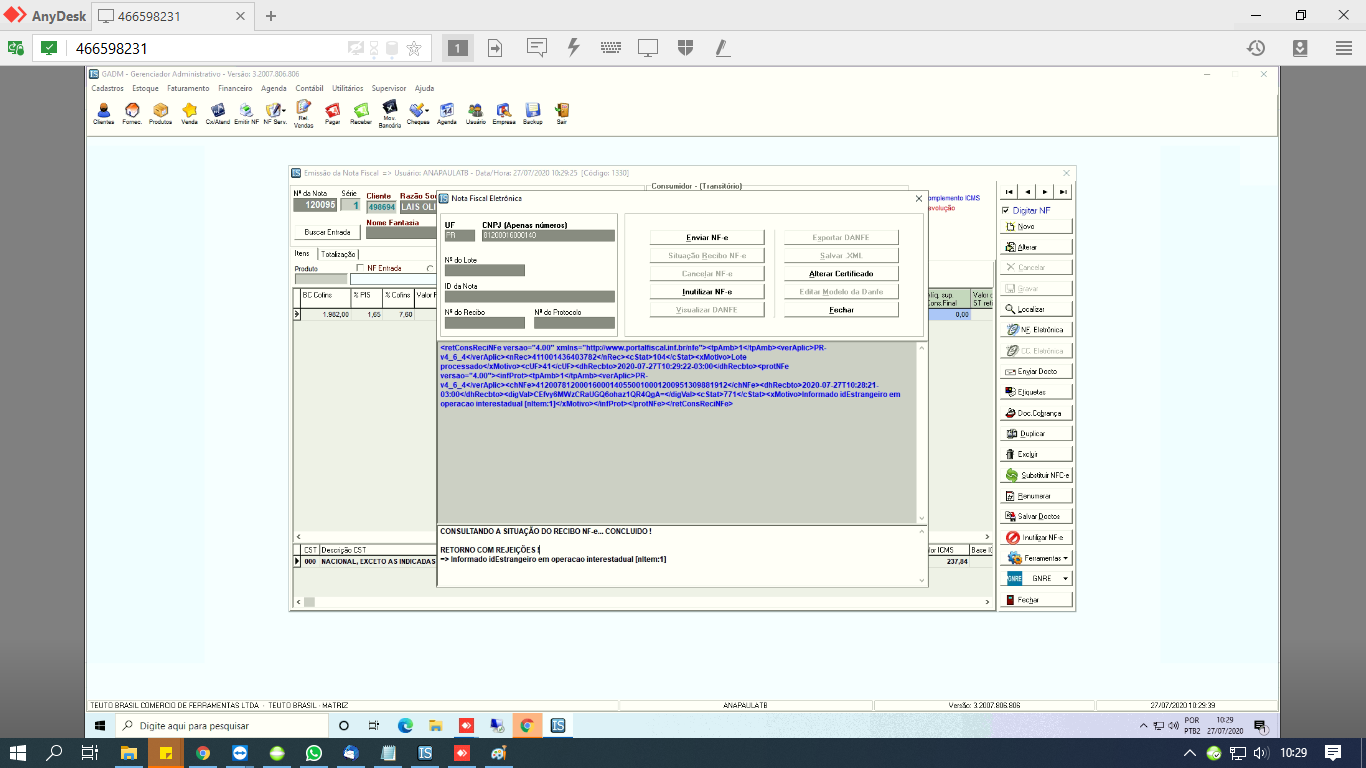 AnyDesk
466598231
466598231
1
GADM - Gerenciador Administrativo - Versão: 3.2007.806.806
Cadastros Estoque Faturamento Financeiro Agenda Contábil Utilitários Supervisor Ajuda
Clientes Fornec. Produtos Venda Cx/Atend Emitir NF NF Serv. Rel. Vendas Pagar Receber Mov. Bancária Cheques Agenda Usuário Empresa Backup Sair
Emissão da Nota Fiscal => Usuário: ANAPAULATB - Data/Hora: 27/07/2020 10:29:25 [Código: 1330]
Nº da Nota Série Cliente Razão So
120095 1 498694 LAIS OLI
Nome Fantasia
Buscar Entrada
Itens Totalização
Produto NF Entrada
BC Cofins % PIS % Cofins Valor F
1.982,00 1,65 7,60
Consumidor - (Transitório)
omplemento ICMS
evolução
Alíq. sup. Cons.Final Valor d ST reti
0,00
Nota Fiscal Eletrônica
UF CNPJ (Apenas números)
PR 81200016000140
Nº do Lote
ID da Nota
Nº do Recibo Nº do Protocolo
Enviar NF-e Exportar DANFE
Situação Recibo NF-e Salvar XML
Cancelar NF-e Alterar Certificado
Inutilizar NF-e Editar Modelo da Danfe
Visualizar DANFE Fechar
<retConsReciNFe versao="4.00" xmlns="http://www.portalfiscal.inf.br/nfe"><tpAmb>1</tpAmb><verAplic>PR-
v4_6_4</verAplic><nRec>411001436403782</nRec><cStat>104</cStat><xMotivo>Lote
processado</xMotivo><cUF>41</cUF><dhRecbto>2020-07-27T10:29:22-03:00</dhRecbto><protNFe
versao="4.00"><infProt><tpAmb>1</tpAmb><verAplic>PR-
v4_6_4</verAplic><chNFe>41200781200016000140550010001200951309881912</chNFe><dhRecbto>2020-07-27T10:28:21-
03:00</dhRecbto><digVal>CEfvy6MWzCRaUGQ6ohaz1QR4QgA=</digVal><cStat>771</cStat><xMotivo>Informado idEstrangeiro em
operacao interestadual [nItem:1]</xMotivo></infProt></protNFe></retConsReciNFe>
CONSULTANDO A SITUAÇÃO DO RECIBO NF-e... CONCLUIDO !
RETORNO COM REJEIÇÕES !
=> Informado idEstrangeiro em operacao interestadual [nItem:1]
CST Descrição CST
000 NACIONAL, EXCETO AS INDICADAS
lor ICMS Base IC
237,84
Digitar NF
Novo
Alterar
Cancelar
Gravar
Localizar
NF. Eletrônica
CC. Eletrônica
Enviar Docto
Etiquetas
Doc.Cobrança
Duplicar
Excluir
Substituir NFC-e
Renumerar
Salvar Doctos
Inutilizar NF-e
Ferramentas
GNRE GNRE
Fechar
TEUTO BRASIL COMERCIO DE FERRAMENTAS LTDA - TEUTO BRASIL - MATRIZ ANAPAULATB Versão: 3.2007.806.806 27/07/2020 10:29:39
Digite aqui para pesquisar
POR 10:29
PTB2 27/07/2020
10:29